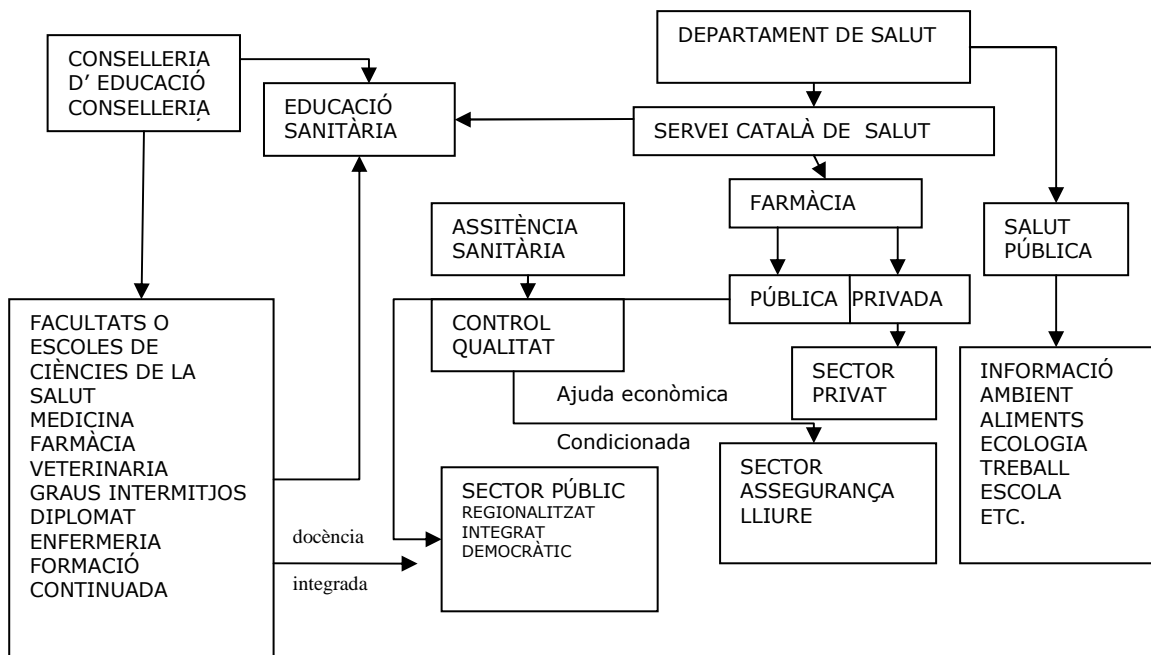 CONSELLERIA
D' EDUCACIÓ
CONSELLERIA
DEPARTAMENT DE SALUT
EDUCACIÓ
SANITÀRIA
SERVEI CATALÀ DE SALUT
FARMÀCIA
ASSITÈNCIA
SANITÀRIA
SALUT
PÚBLICA
PÚBLICA
PRIVADA
CONTROL
QUALITAT
SECTOR
PRIVAT
FACULTATS O
ESCOLES DE
CIÈNCIES DE LA
SALUT
MEDICINA
FARMÀCIA
VETERINARIA
GRAUS INTERMITJOS
DIPLOMAT
ENFERMERIA
FORMACIÓ
CONTINUADA
INFORMACIÓ
AMBIENT
ALIMENTS
ECOLOGIA
TREBALL
ESCOLA
ETC.
Ajuda econòmica
Condicionada
SECTOR
ASSEGURANÇA
LLIURE
SECTOR PÚBLIC
REGIONALITZAT
INTEGRAT
DEMOCRÀTIC
docència
integrada